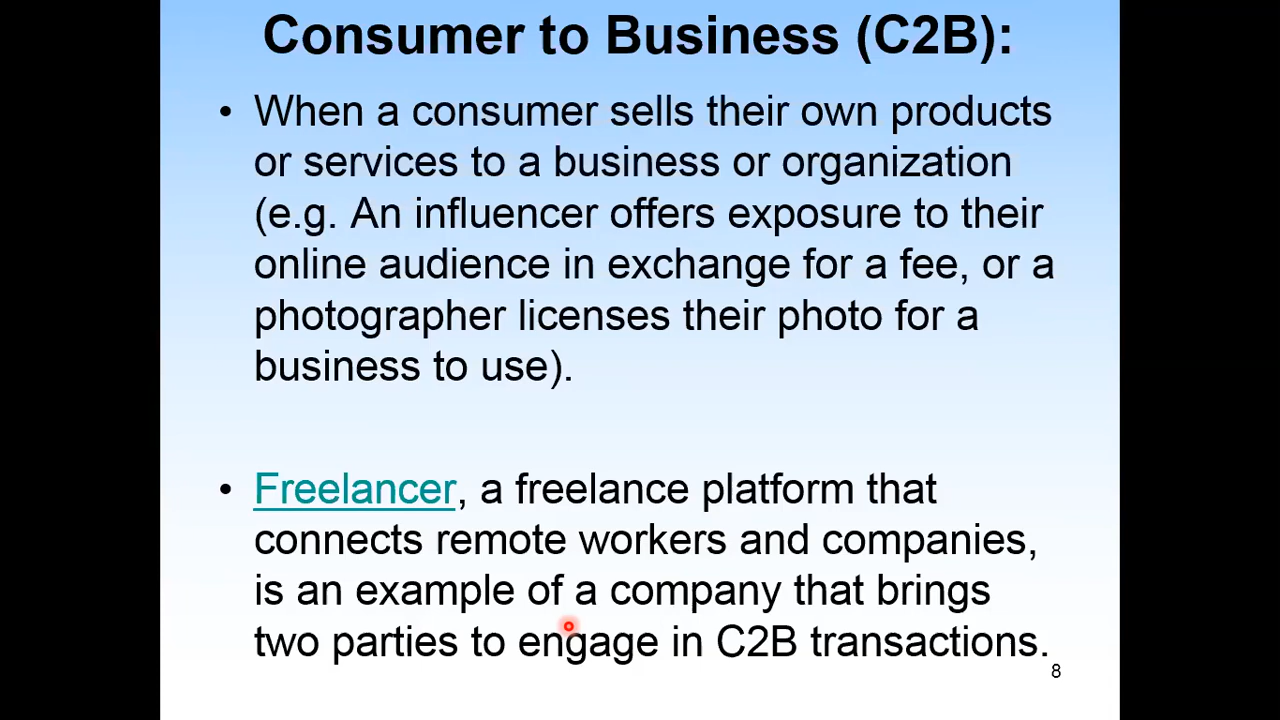 Consumer to Business (C2B):
• When a consumer sells their own products
or services to a business or organization
(e.g. An influencer offers exposure to their
online audience in exchange for a fee, or a
photographer licenses their photo for a
business to use).
• Freelancer, a freelance platform that
connects remote workers and companies,
is an example of a company that brings
two parties to engage in C2B transactions.
8